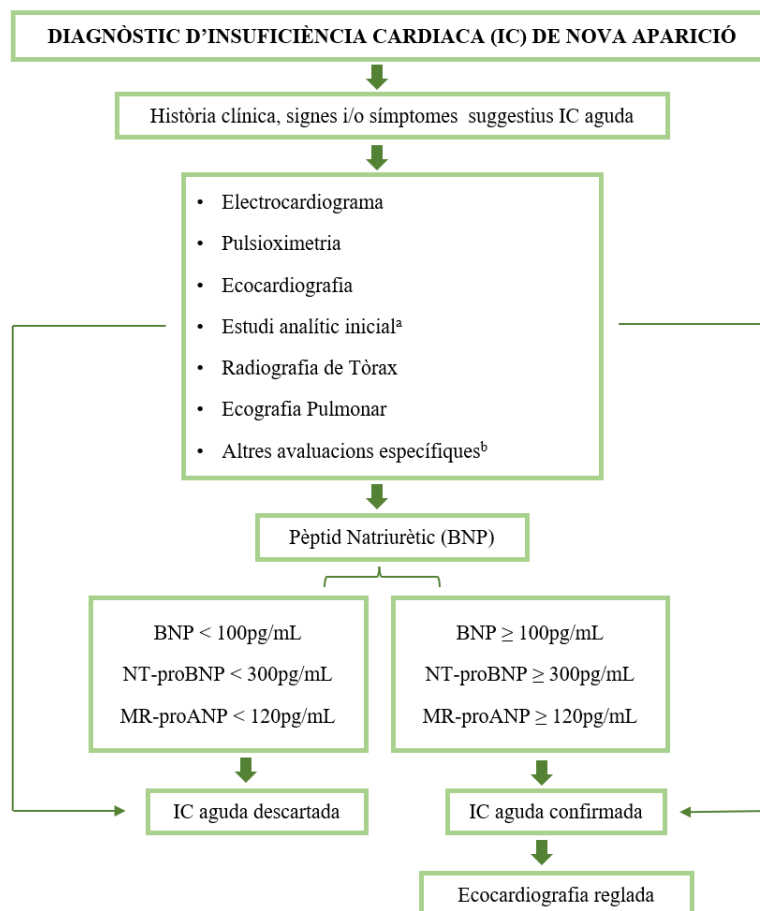 DIAGNÒSTIC D’INSUFICIÈNCIA CARDIACA (IC) DE NOVA APARICIÓ
Història clínica, signes i/o símptomes suggestius IC aguda
• Electrocardiograma
• Pulsioximetria
• Ecocardiografia
• Estudi analític inicialᵃ
• Radiografia de Tòrax
• Ecografia Pulmonar
• Altres avaluacions específiquesᵇ
Pèptid Natriurètic (BNP)
BNP < 100pg/mL
NT-proBNP < 300pg/mL
MR-proANP < 120pg/mL
BNP ≥ 100pg/mL
NT-proBNP ≥ 300pg/mL
MR-proANP ≥ 120pg/mL
IC aguda descartada
IC aguda confirmada
Ecocardiografia reglada